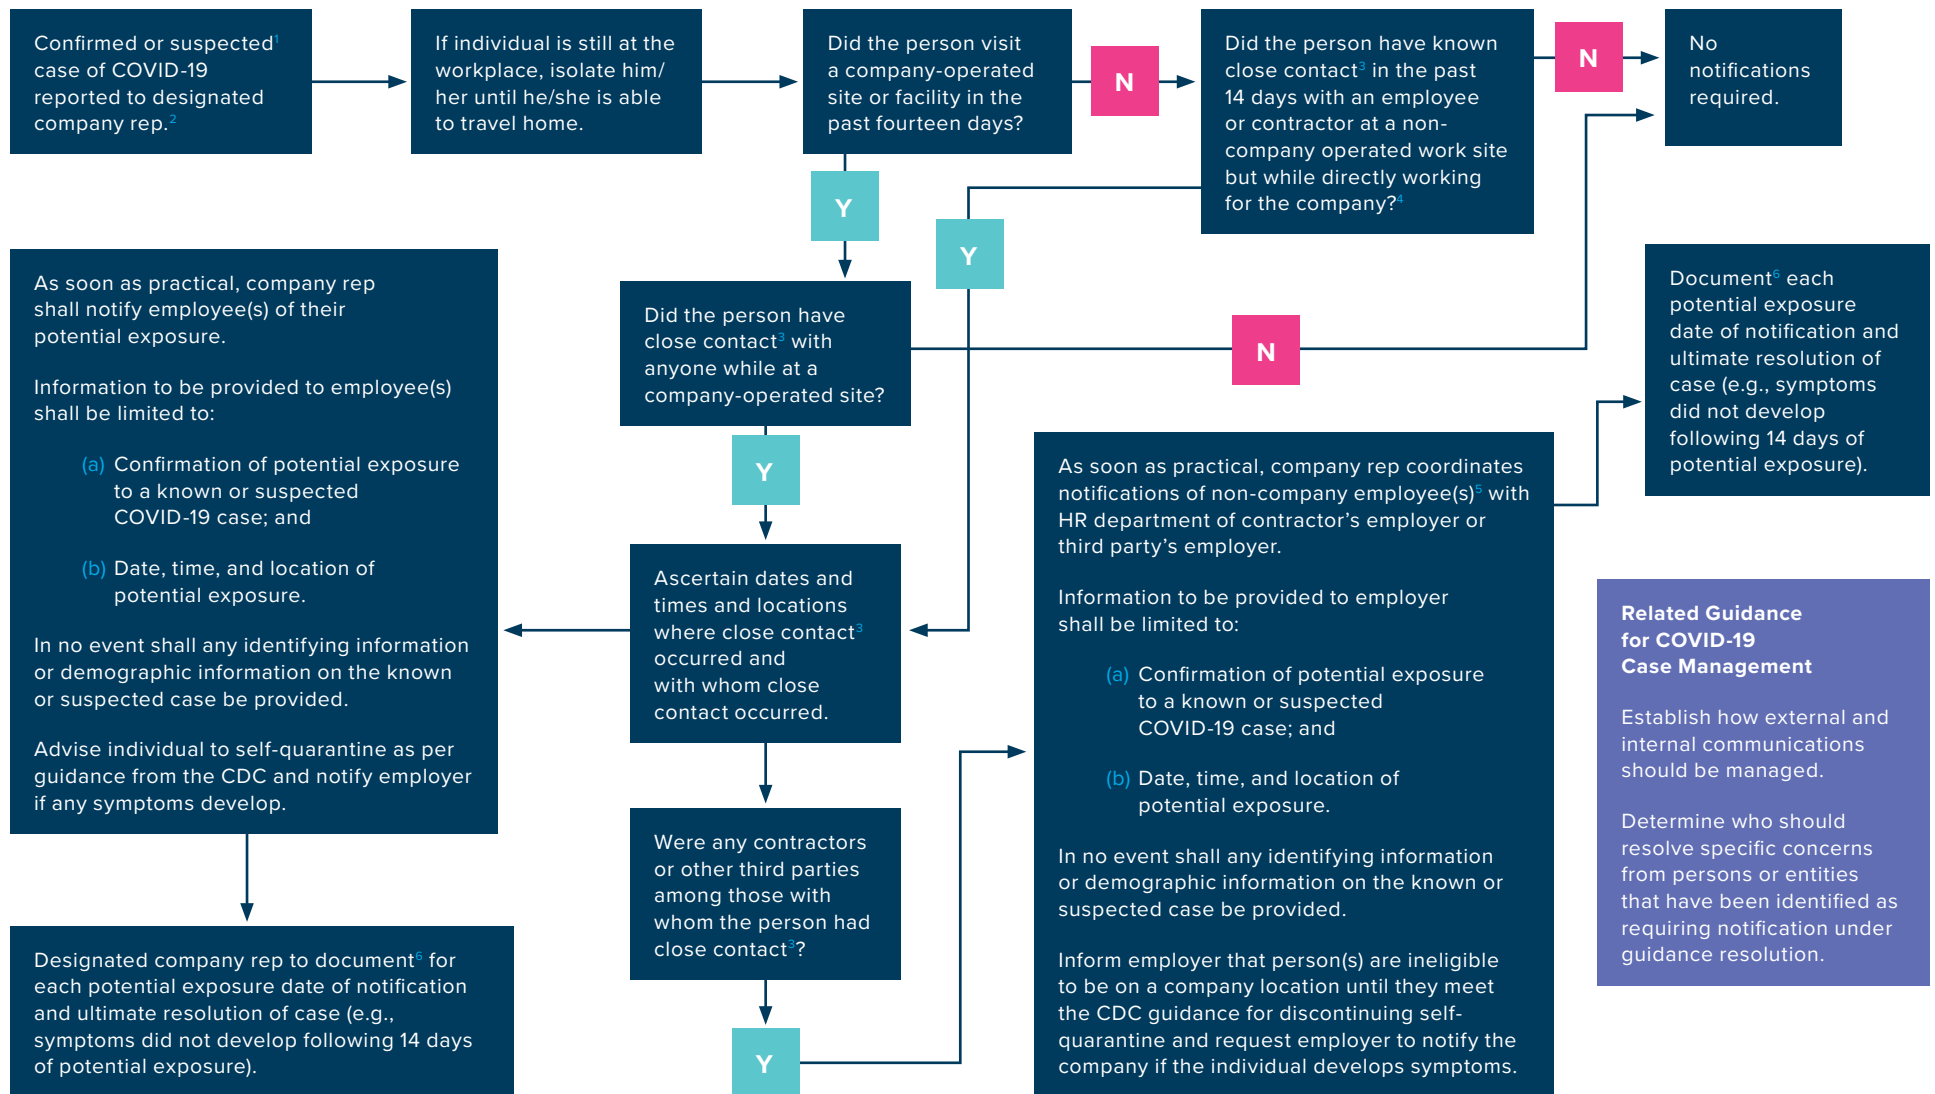 Confirmed or suspected¹
case of COVID-19
reported to designated
company rep.²
If individual is still at the
workplace, isolate him/
her until he/she is able
to travel home.
Did the person visit
a company-operated
site or facility in the
past fourteen days?
N
Did the person have known
close contact³ in the past
14 days with an employee
or contractor at a non-
company operated work site
but while directly working
for the company?⁴
N
No
notifications
required.
Y
Y
Did the person have
close contact³ with
anyone while at a
company-operated site?
N
Y
As soon as practical, company rep
shall notify employee(s) of their
potential exposure.
Information to be provided to employee(s)
shall be limited to:
(a) Confirmation of potential exposure
to a known or suspected
COVID-19 case; and
(b) Date, time, and location of
potential exposure.
In no event shall any identifying information
or demographic information on the known
or suspected case be provided.
Advise individual to self-quarantine as per
guidance from the CDC and notify employer
if any symptoms develop.
Designated company rep to document⁶ for
each potential exposure date of notification
and ultimate resolution of case (e.g.,
symptoms did not develop following 14 days
of potential exposure).
Ascertain dates and
times and locations
where close contact³
occurred and
with whom close
contact occurred.
Were any contractors
or other third parties
among those with
whom the person had
close contact³?
Y
As soon as practical, company rep coordinates
notifications of non-company employee(s)⁵ with
HR department of contractor’s employer or
third party’s employer.
Information to be provided to employer
shall be limited to:
(a) Confirmation of potential exposure
to a known or suspected
COVID-19 case; and
(b) Date, time, and location of
potential exposure.
In no event shall any identifying information
or demographic information on the known or
suspected case be provided.
Inform employer that person(s) are ineligible
to be on a company location until they meet
the CDC guidance for discontinuing self-
quarantine and request employer to notify the
company if the individual develops symptoms.
Document⁶ each
potential exposure
date of notification and
ultimate resolution of
case (e.g., symptoms
did not develop
following 14 days of
potential exposure).
Related Guidance
for COVID-19
Case Management
Establish how external and
internal communications
should be managed.
Determine who should
resolve specific concerns
from persons or entities
that have been identified as
requiring notification under
guidance resolution.